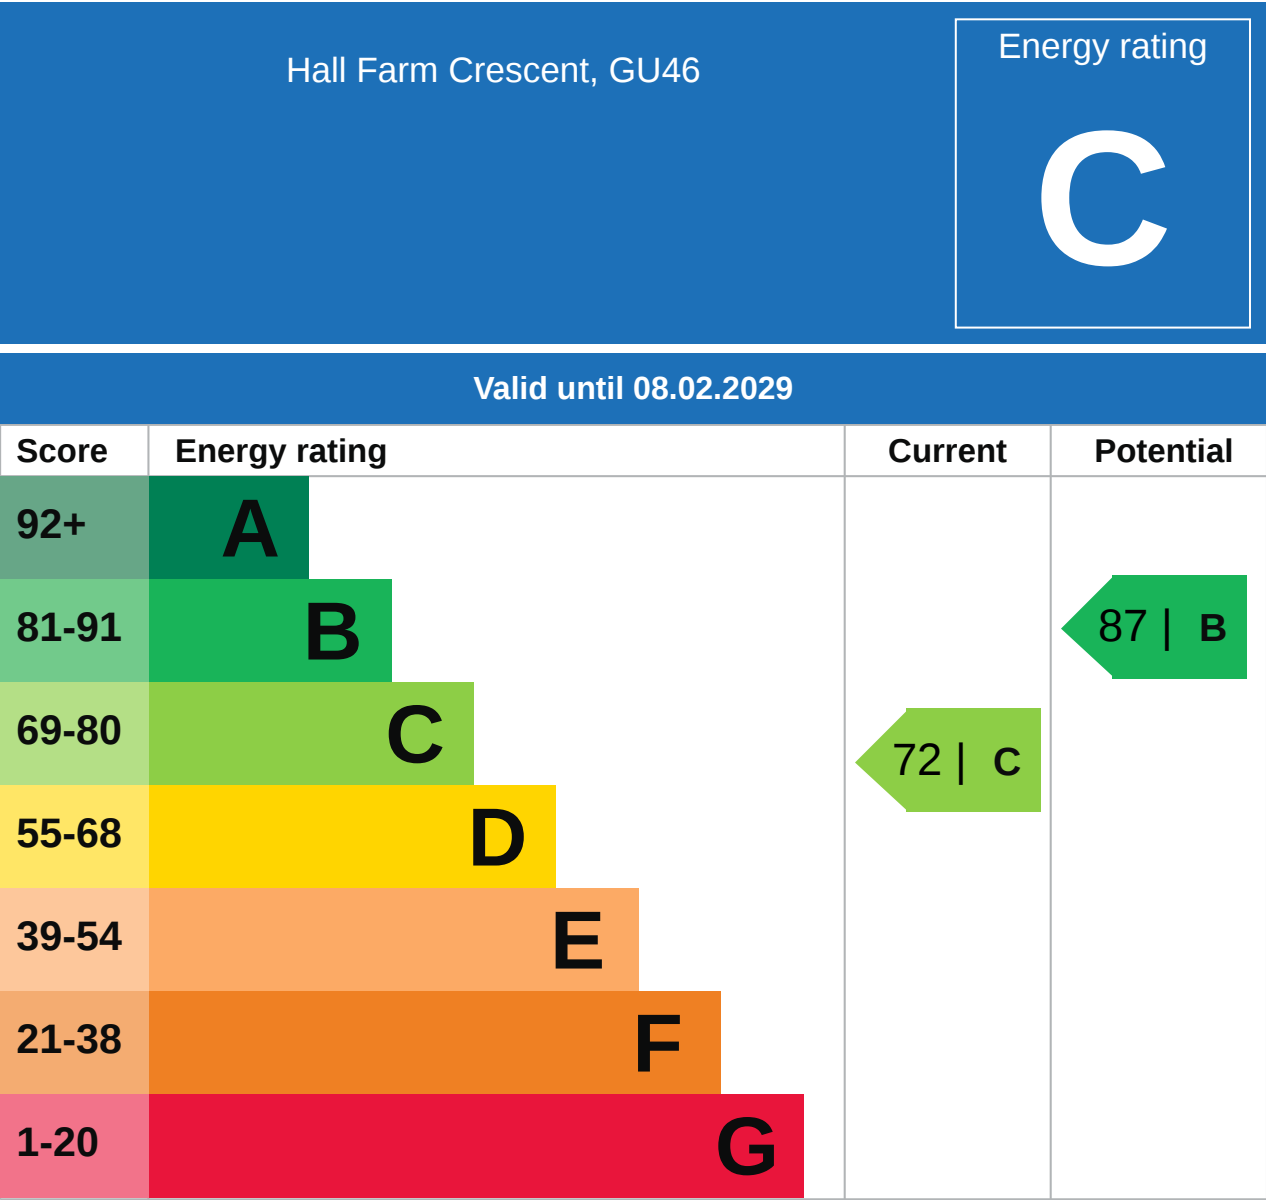 Hall Farm Crescent, GU46
Energy rating
C
Valid until 08.02.2029
Score Energy rating Current Potential
92+ A
81-91 B 87 | B
69-80 C 72 | C
55-68 D
39-54 E
21-38 F
1-20 G